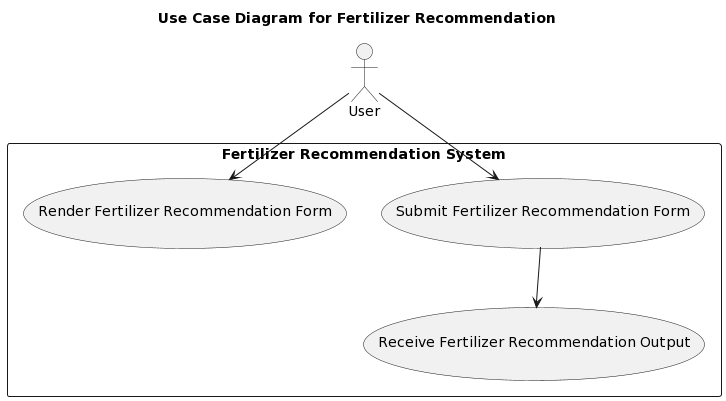 Use Case Diagram for Fertilizer Recommendation
User
Fertilizer Recommendation System
Render Fertilizer Recommendation Form
Submit Fertilizer Recommendation Form
Receive Fertilizer Recommendation Output